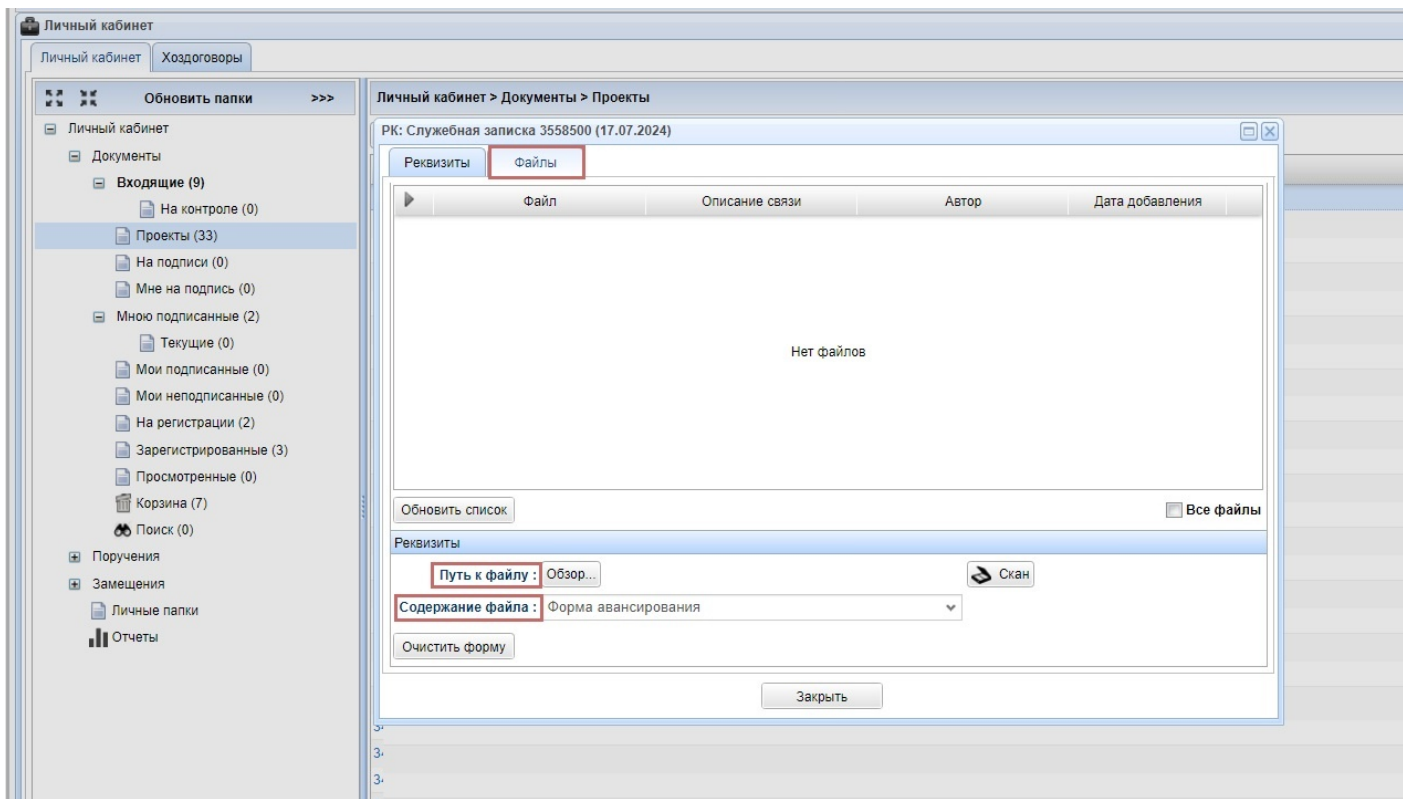 Личный кабинет
Личный кабинет Хоздоговоры
Обновить папки >>>
Личный кабинет
Документы
Входящие (9)
На контроле (0)
Проекты (33)
На подписи (0)
Мне на подпись (0)
Мною подписанные (2)
Текущие (0)
Мои подписанные (0)
Мои неподписанные (0)
На регистрации (2)
Зарегистрированные (3)
Просмотренные (0)
Корзина (7)
Поиск (0)
Поручения
Замещения
Личные папки
Отчеты
Личный кабинет > Документы > Проекты
РК: Служебная записка 3558500 (17.07.2024)
Реквизиты Файлы
Файл Описание связи Автор Дата добавления
Нет файлов
Обновить список Все файлы
Реквизиты
Путь к файлу : Обзор... Скан
Содержание файла : Форма авансирования
Очистить форму
Закрыть